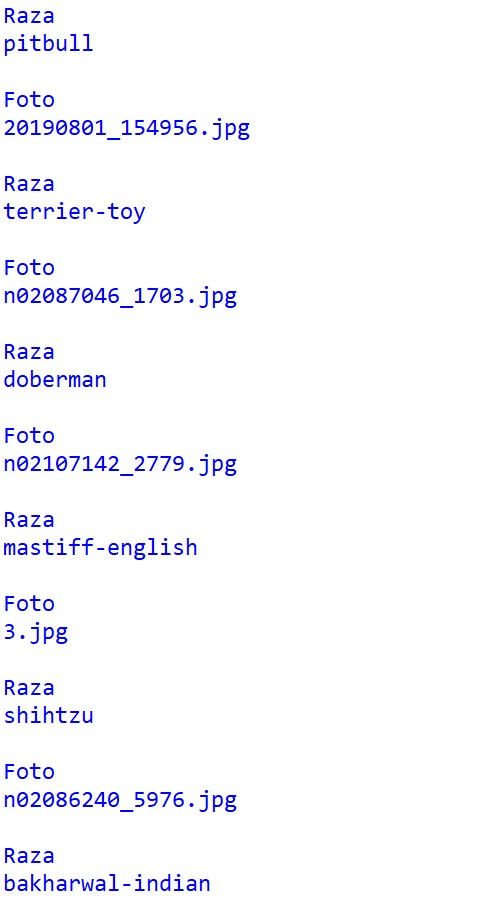 Raza
pitbull
Foto
20190801_154956.jpg
Raza
terrier-toy
Foto
n02087046_1703.jpg
Raza
doberman
Foto
n02107142_2779.jpg
Raza
mastiff-english
Foto
3.jpg
Raza
shihtzu
Foto
n02086240_5976.jpg
Raza
bakharwal-indian